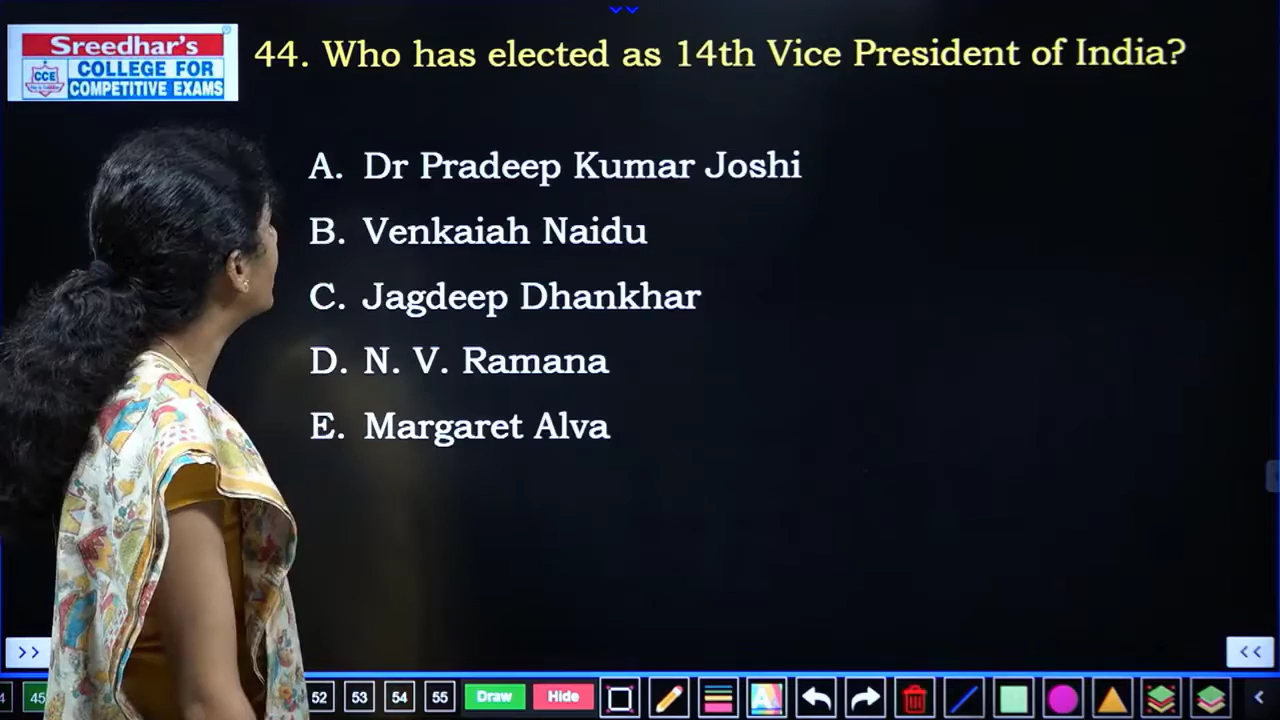 Sreedhar's
CCE
COLLEGE FOR
COMPETITIVE EXAMS
44. Who has elected as 14th Vice President of India?
A. Dr Pradeep Kumar Joshi
B. Venkaiah Naidu
C. Jagdeep Dhankhar
D. N. V. Ramana
E. Margaret Alva
>>
<<
4 45 52 53 54 55 Draw Hide A